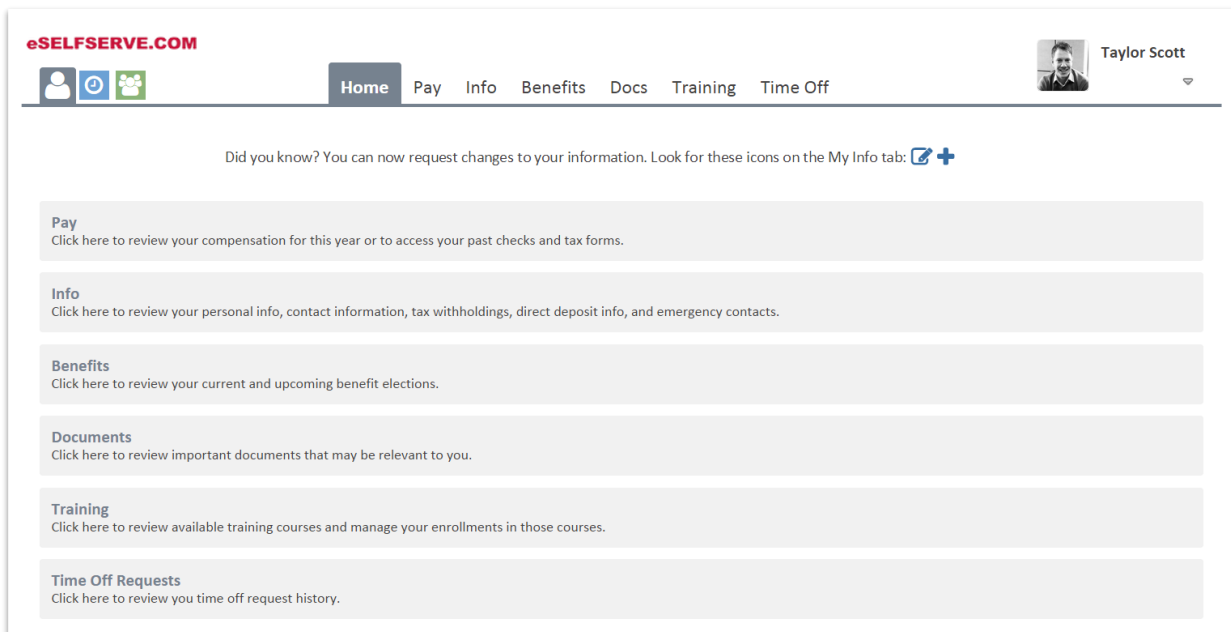 eSELFSERVE.COM
Taylor Scott
Home Pay Info Benefits Docs Training Time Off
Did you know? You can now request changes to your information. Look for these icons on the My Info tab:
Pay
Click here to review your compensation for this year or to access your past checks and tax forms.
Info
Click here to review your personal info, contact information, tax withholdings, direct deposit info, and emergency contacts.
Benefits
Click here to review your current and upcoming benefit elections.
Documents
Click here to review important documents that may be relevant to you.
Training
Click here to review available training courses and manage your enrollments in those courses.
Time Off Requests
Click here to review you time off request history.